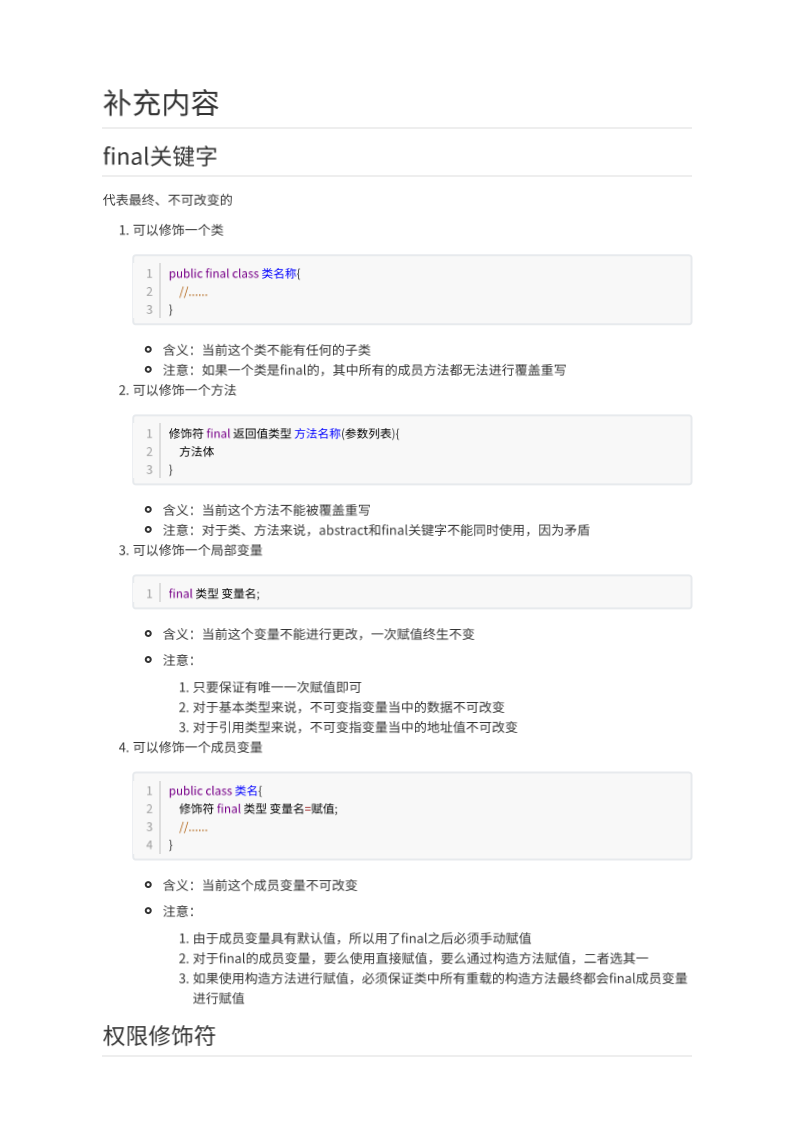 补充内容
final关键字
代表最终、不可改变的
1. 可以修饰一个类
1 public final class 类名称{
2 //......
3 }
含义：当前这个类不能有任何的子类
注意：如果一个类是final的，其中所有的成员方法都无法进行覆盖重写
2. 可以修饰一个方法
1 修饰符 final 返回值类型 方法名称(参数列表){
2 方法体
3 }
含义：当前这个方法不能被覆盖重写
注意：对于类、方法来说，abstract和final关键字不能同时使用，因为矛盾
3. 可以修饰一个局部变量
1 final 类型 变量名;
含义：当前这个变量不能进行更改，一次赋值终生不变
注意：
1. 只要保证有唯一一次赋值即可
2. 对于基本类型来说，不可变指变量当中的数据不可改变
3. 对于引用类型来说，不可变指变量当中的地址值不可改变
4. 可以修饰一个成员变量
1 public class 类名{
2 修饰符 final 类型 变量名=赋值;
3 //......
4 }
含义：当前这个成员变量不可改变
注意：
1. 由于成员变量具有默认值，所以用了final之后必须手动赋值
2. 对于final的成员变量，要么使用直接赋值，要么通过构造方法赋值，二者选其一
3. 如果使用构造方法进行赋值，必须保证类中所有重载的构造方法最终都会final成员变量
进行赋值
权限修饰符